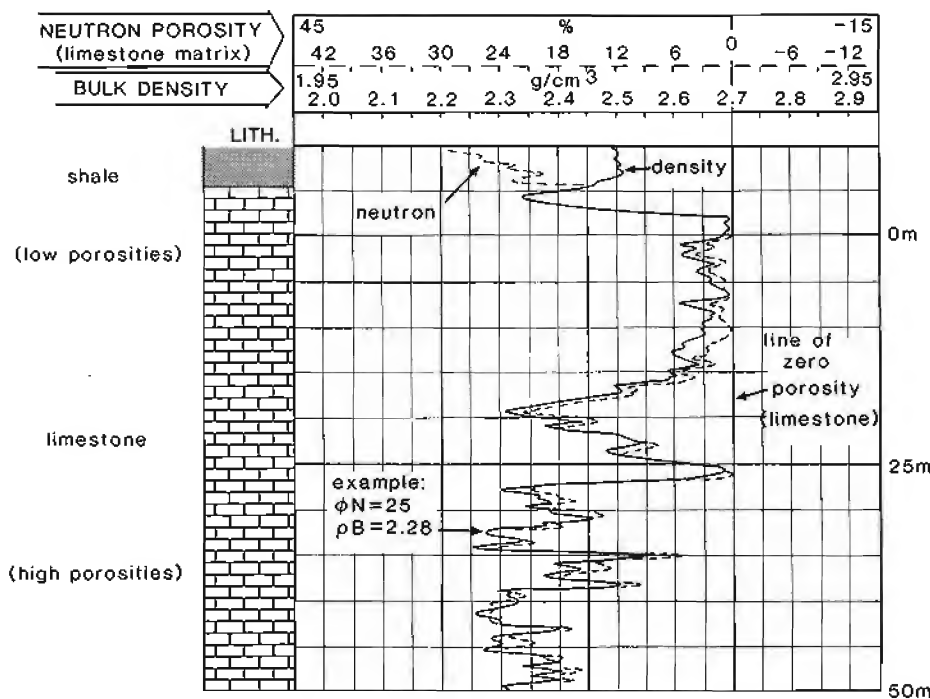 NEUTRON POROSITY
(limestone matrix)
BULK DENSITY
45 % -15
42 36 30 24 18 12 6 0 -6 -12
1.95 g/cm3 2.95
2.0 2.1 2.2 2.3 2.4 2.5 2.6 2.7 2.8 2.9
LITH.
shale
density
neutron
0m
(low porosities)
line of
zero
porosity
(limestone)
limestone
25m
example:
φN=25
ρB=2.28
(high porosities)
50m